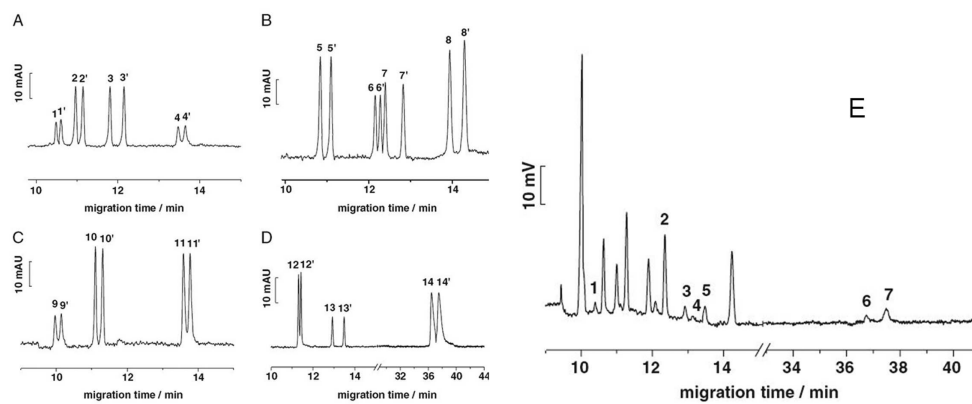 A
10 mAU
1 1' 2 2' 3 3' 4 4'
10 12 14
migration time / min
B
10 mAU
5 5' 6 6' 7 7' 8 8'
10 12 14
migration time / min
C
10 mAU
9 9' 10 10' 11 11'
10 12 14
migration time / min
D
10 mAU
12 12' 13 13' 14 14'
10 12 14 32 36 40 44
migration time / min
E
10 mV
1 2 3 4 5 6 7
10 12 14 34 36 38 40
migration time / min